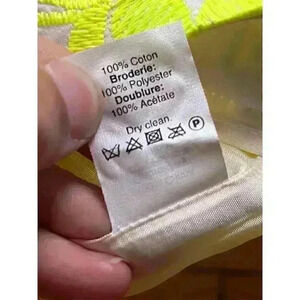 100% Coton
Broderie:
100% Polyester
Doublure:
100% Acétate
Dry clean.
P